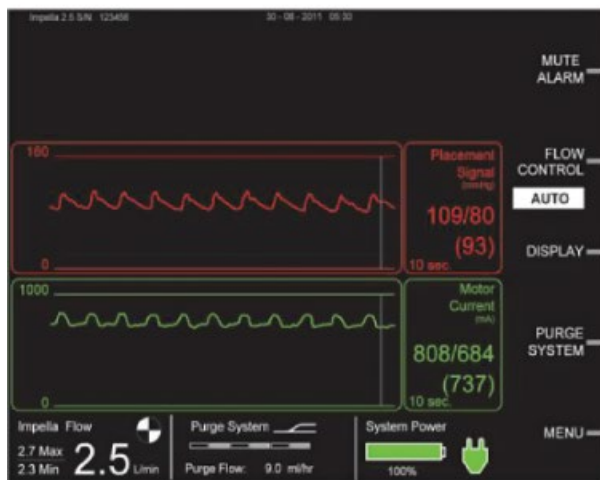 Impella 2.5 S/N 123456
30 - 08 - 2011 05:30
MUTE
ALARM
160
0
Placement
Signal
(mmHg)
109/80
(93)
10 sec.
FLOW
CONTROL
AUTO
DISPLAY
1000
0
Motor
Current
(mA)
808/684
(737)
10 sec.
PURGE
SYSTEM
Impella Flow
2.7 Max
2.3 Min
2.5 L/min
Purge System
Purge Flow: 9.0 ml/hr
System Power
100%
MENU